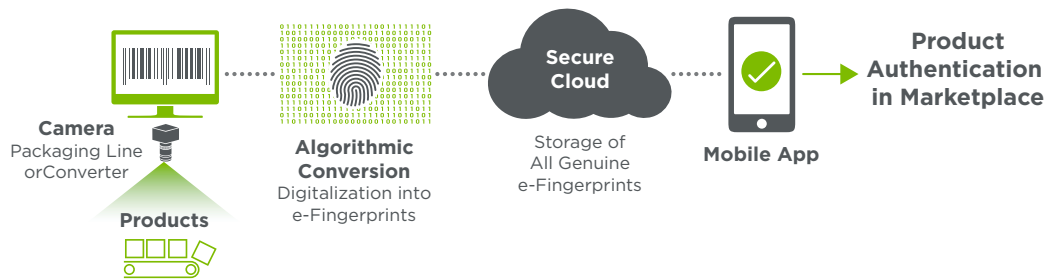 Camera
Packaging Line
orConverter
Products
Algorithmic
Conversion
Digitalization into
e-Fingerprints
Secure
Cloud
Storage of
All Genuine
e-Fingerprints
Mobile App
Product
Authentication
in Marketplace